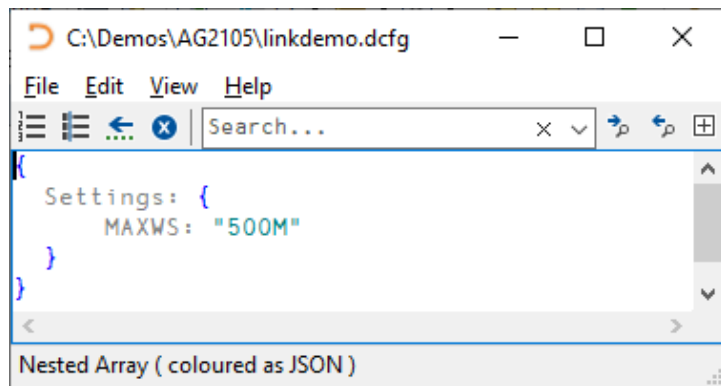 C:\Demos\AG2105\linkdemo.dcfg
File Edit View Help
Search...
{
  Settings: {
      MAXWS: "500M"
  }
}
Nested Array ( coloured as JSON )